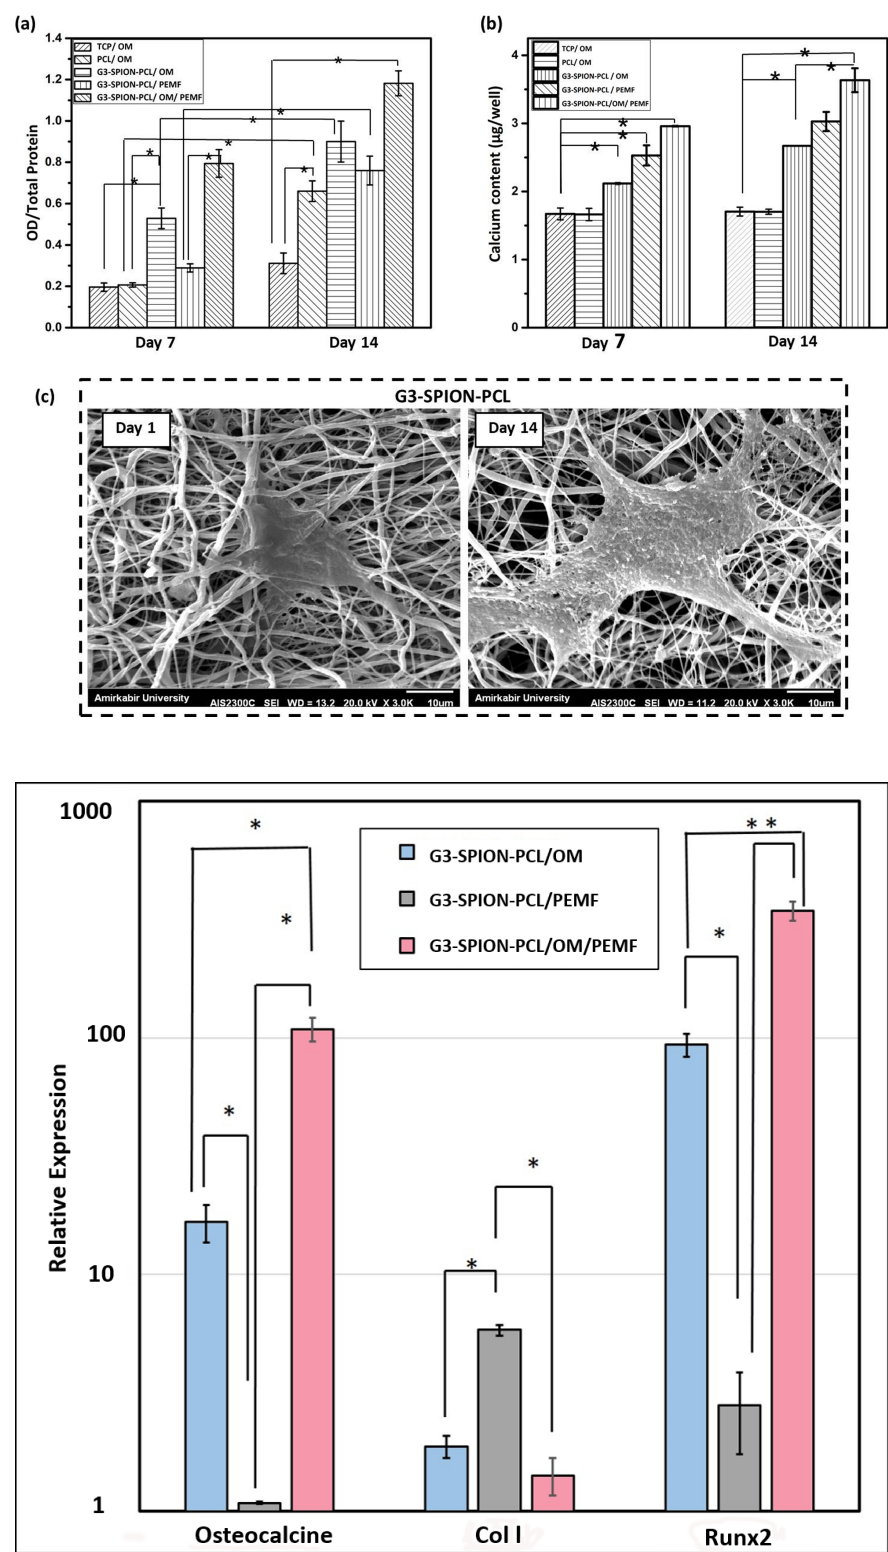 (a)
1.4
1.2
1.0
0.8
0.6
0.4
0.2
0.0
OD/Total Protein
TCP/ OM
PCL/ OM
G3-SPION-PCL/ OM
G3-SPION-PCL/ PEMF
G3-SPION-PCL/ OM/ PEMF
* * * * * * * *
Day 7
Day 14
(b)
4
3
2
1
0
Calcium content (µg/well)
TCP/ OM
PCL/ OM
G3-SPION-PCL / OM
G3-SPION-PCL / PEMF
G3-SPION-PCL/OM/ PEMF
* * * * * *
Day 7
Day 14
(c)
G3-SPION-PCL
Day 1
Amirkabir University
AIS2300C SEI WD = 13.2 20.0 kV X 3.0K 10um
Day 14
Amirkabir University
AIS2300C SEI WD = 11.2 20.0 kV X 3.0K 10um
1000
100
10
1
Relative Expression
G3-SPION-PCL/OM
G3-SPION-PCL/PEMF
G3-SPION-PCL/OM/PEMF
* * *
* *
* * *
Osteocalcine
Col I
Runx2